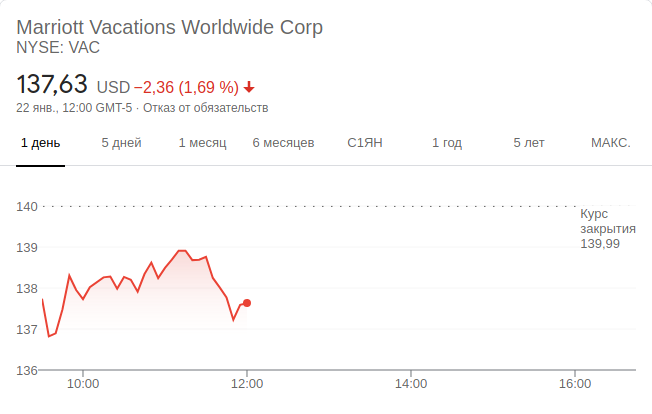 Marriott Vacations Worldwide Corp
NYSE: VAC
137,63 USD −2,36 (1,69 %)
22 янв., 12:00 GMT-5 · Отказ от обязательств
1 день 5 дней 1 месяц 6 месяцев С1ЯН 1 год 5 лет МАКС.
140
Курс
закрытия
139,99
139
138
137
136
10:00 12:00 14:00 16:00